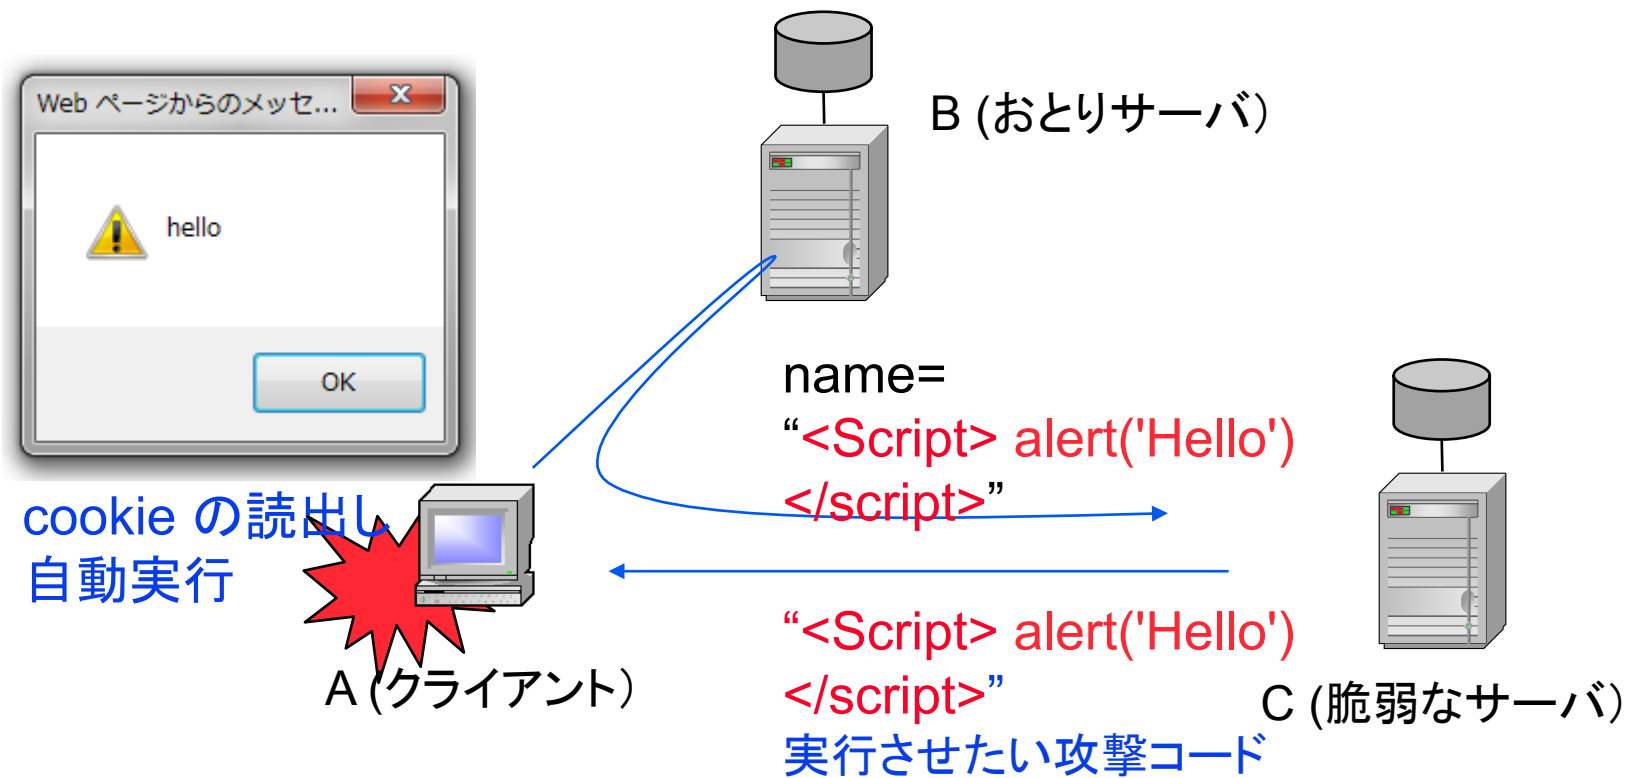 Web ページからのメッセ...
hello
OK
B (おとりサーバ）
name=
“<Script> alert('Hello')
</script>”
cookie の読出し
自動実行
A (クライアント）
“<Script> alert('Hello')
</script>”
実行させたい攻撃コード
C (脆弱なサーバ）